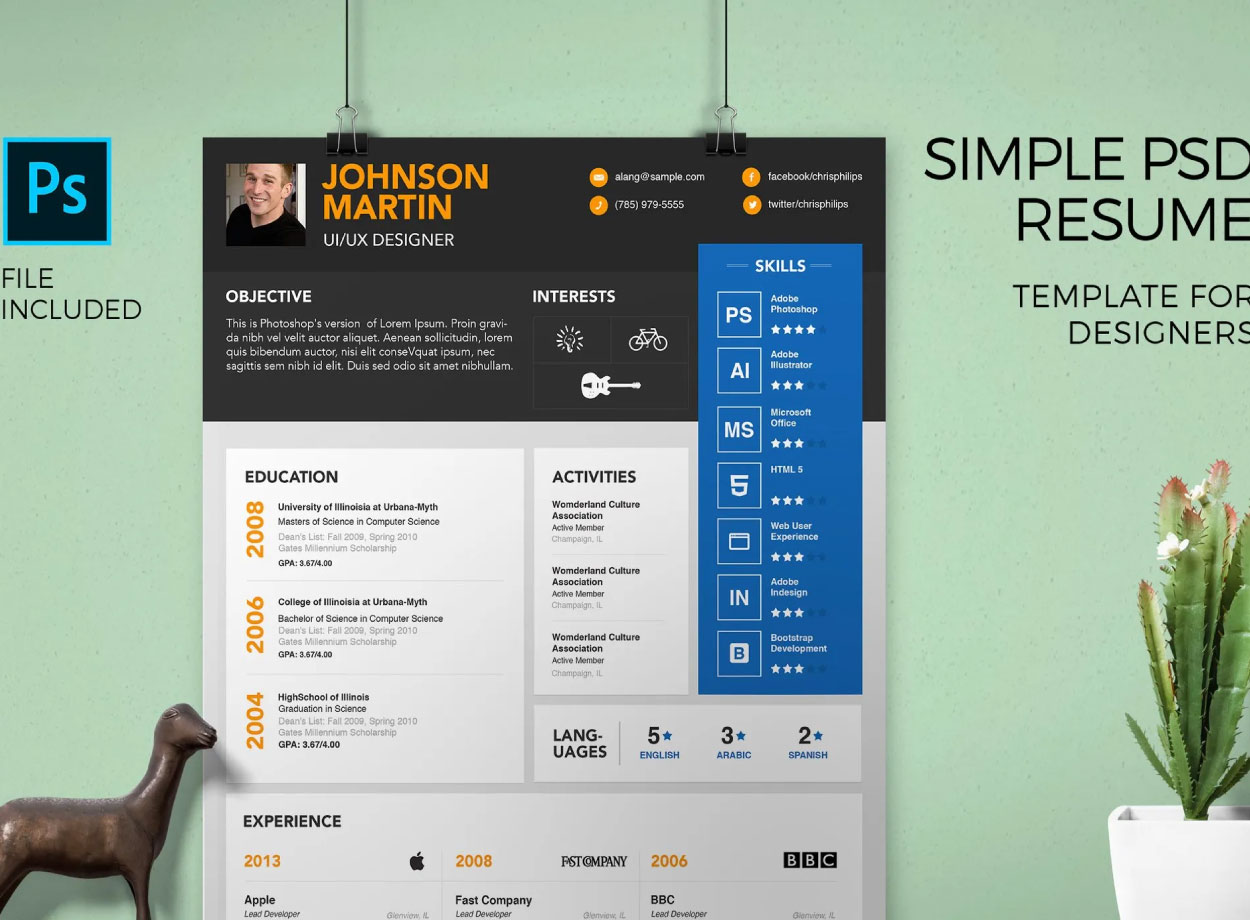 Ps
FILE
INCLUDED
SIMPLE PSD
RESUME
TEMPLATE FOR
DESIGNERS
JOHNSON
MARTIN
UI/UX DESIGNER
alang@sample.com
(785) 979-5555
facebook/chrisphilips
twitter/chrisphilips
OBJECTIVE
This is Photoshop's version of Lorem Ipsum. Proin gravi-
da nibh vel velit auctor aliquet. Aenean sollicitudin, lorem
quis bibendum auctor, nisi elit conseVquat ipsum, nec
sagittis sem nibh id elit. Duis sed odio sit amet nibhullam.
INTERESTS
SKILLS
PS
Adobe
Photoshop
AI
Adobe
Illustrator
MS
Microsoft
Office
5
HTML 5
Web User
Experience
IN
Adobe
Indesign
B
Bootstrap
Development
EDUCATION
2008
University of Illinoisia at Urbana-Myth
Masters of Science in Computer Science
Dean's List: Fall 2009, Spring 2010
Gates Millennium Scholarship
GPA: 3.67/4.00
2006
College of Illinoisia at Urbana-Myth
Bachelor of Science in Computer Science
Dean's List: Fall 2009, Spring 2010
Gates Millennium Scholarship
GPA: 3.67/4.00
2004
HighSchool of Illinois
Graduation in Science
Dean's List: Fall 2009, Spring 2010
Gates Millennium Scholarship
GPA: 3.67/4.00
ACTIVITIES
Womderland Culture
Association
Active Member
Champaign, IL
Womderland Culture
Association
Active Member
Champaign, IL
Womderland Culture
Association
Active Member
Champaign, IL
LANG-
UAGES
5 3 2
ENGLISH ARABIC SPANISH
EXPERIENCE
2013 2008 FAST COMPANY 2006 BBC
Apple Fast Company BBC
Lead Developer Glenview, IL Lead Developer Glenview, IL Lead Developer Glenview, IL